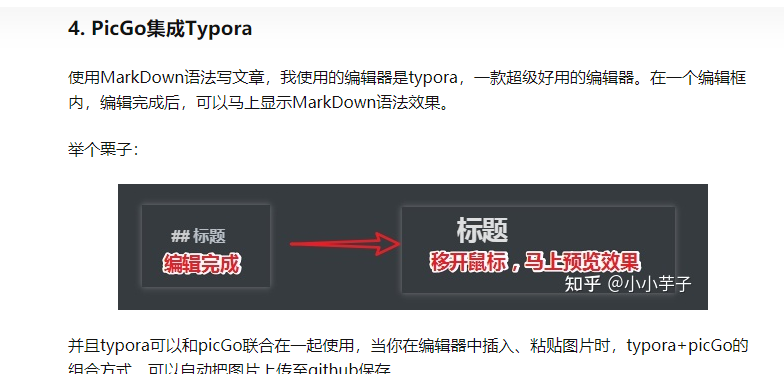 4. PicGo集成Typora
使用MarkDown语法写文章，我使用的编辑器是typora，一款超级好用的编辑器。在一个编辑框
内，编辑完成后，可以马上显示MarkDown语法效果。
举个栗子：
## 标题
编辑完成
标题
移开鼠标，马上预览效果
知乎 @小小芋子
并且typora可以和picGo联合在一起使用，当你在编辑器中插入、粘贴图片时，typora+picGo的
组合方式，可以自动把图片上传至github保存